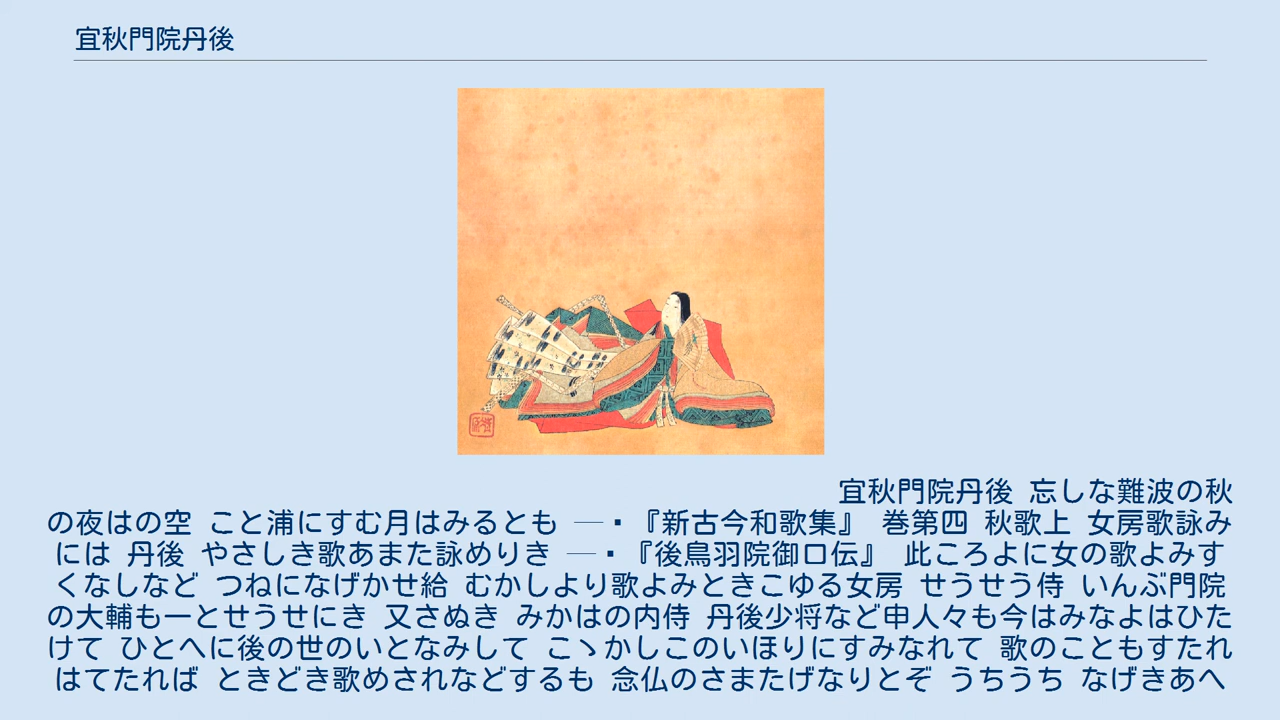 宜秋門院丹後
宜秋門院丹後 忘しな難波の秋
の夜はの空 こと浦にすむ月はみるとも ―・『新古今和歌集』 巻第四 秋歌上 女房歌詠み
には 丹後 やさしき歌あまた詠めりき ―・『後鳥羽院御口伝』 此ころよに女の歌よみす
くなしなど つねになげかせ給 むかしより歌よみときこゆる女房 せうせう侍 いんぶ門院
の大輔も一とせうせにき 又さぬき みかはの内侍 丹後少将など申人々も今はみなよはひた
けて ひとへに後の世のいとなみして こゝかしこのいほりにすみなれて 歌のこともすたれ
はてたれば ときどき歌めされなどするも 念仏のさまたげなりとぞ うちうち なげきあへ